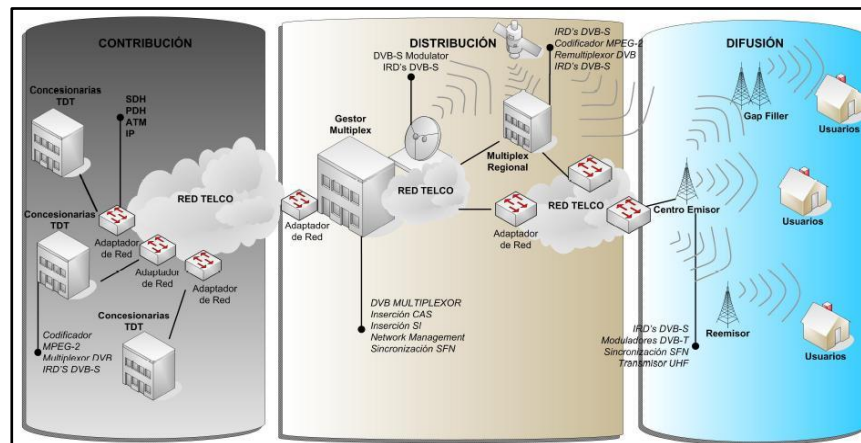 CONTRIBUCIÓN
Concesionarias
TDT
SDH
PDH
ATM
IP
RED TELCO
Concesionarias
TDT
Adaptador
de Red
Adaptador
de Red
Adaptador
de Red
Concesionarias
TDT
Codificador
MPEG-2
Multiplexor DVB
IRD'S DVB-S
DISTRIBUCIÓN
DVB-S Modulator
IRD's DVB-S
IRD's DVB-S
Codificador MPEG-2
Remultiplexor DVB
IRD's DVB-S
Gestor
Multiplex
Multiplex
Regional
RED TELCO
RED TELCO
Adaptador
de Red
Adaptador
de Red
DVB MULTIPLEXOR
Inserción CAS
Inserción SI
Network Management
Sincronización SFN
DIFUSIÓN
Gap Filler
Usuarios
Centro Emisor
Usuarios
Reemisor
Usuarios
IRD's DVB-S
Moduladores DVB-T
Sincronización SFN
Transmisor UHF